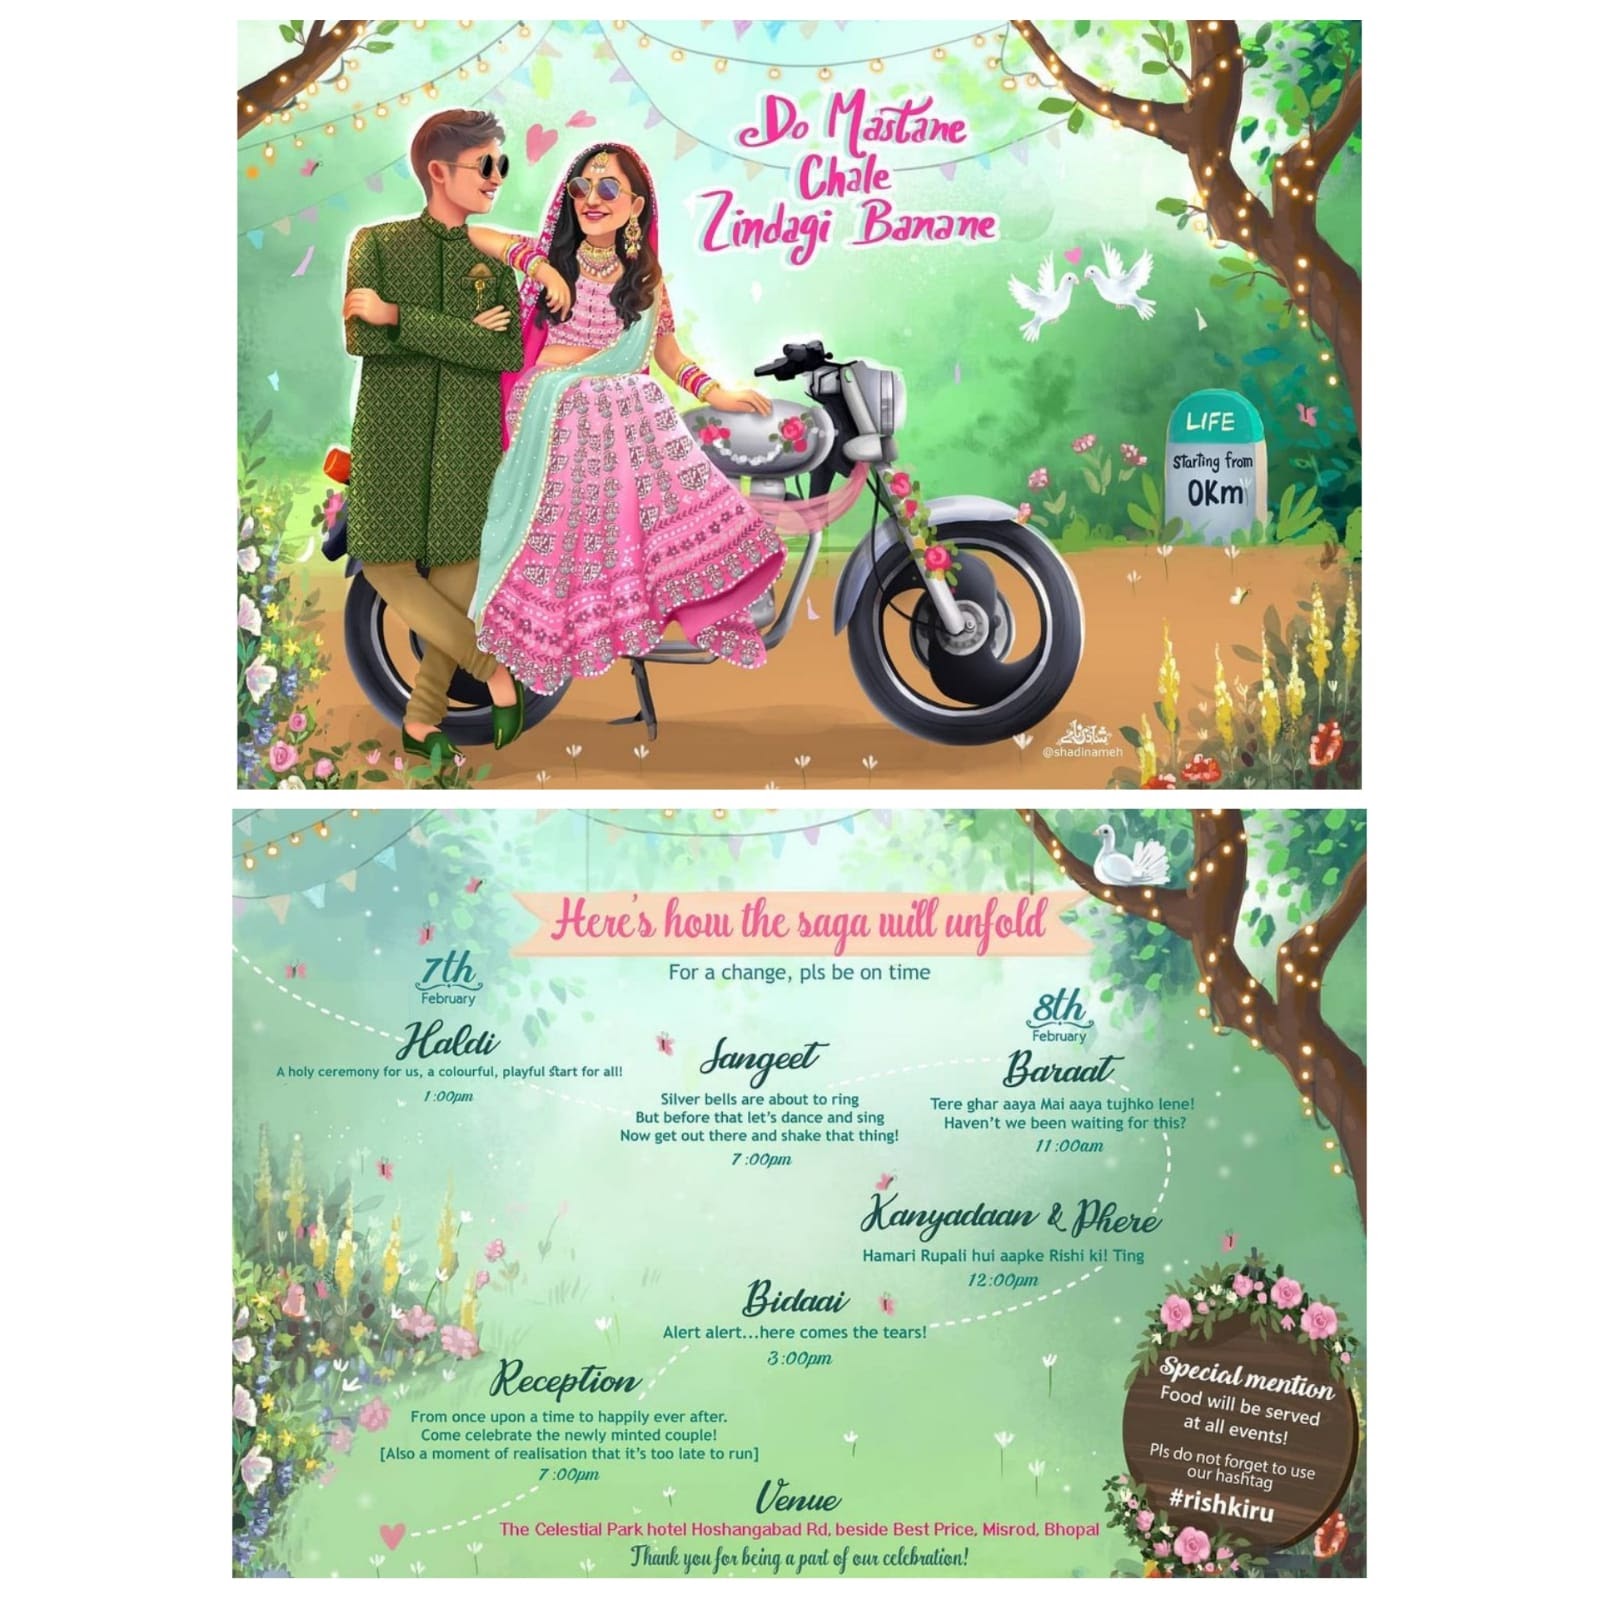 Do Mastane
Chale
Zindagi Banane
LIFE
Starting from
0Km
شادی نامے
@shadinameh
Here's how the saga will unfold
For a change, pls be on time
7th
February
Haldi
A holy ceremony for us, a colourful, playful start for all!
1:00pm
Sangeet
Silver bells are about to ring
But before that let's dance and sing
Now get out there and shake that thing!
7:00pm
8th
February
Baraat
Tere ghar aaya Mai aaya tujhko lene!
Haven't we been waiting for this?
11:00am
Kanyadaan & Phere
Hamari Rupali hui aapke Rishi ki! Ting
12:00pm
Bidaai
Alert alert...here comes the tears!
3:00pm
Reception
From once upon a time to happily ever after.
Come celebrate the newly minted couple!
[Also a moment of realisation that it's too late to run]
7:00pm
Venue
The Celestial Park hotel Hoshangabad Rd, beside Best Price, Misrod, Bhopal
Thank you for being a part of our celebration!
Special mention
Food will be served
at all events!
Pls do not forget to use
our hashtag
#rishkiru